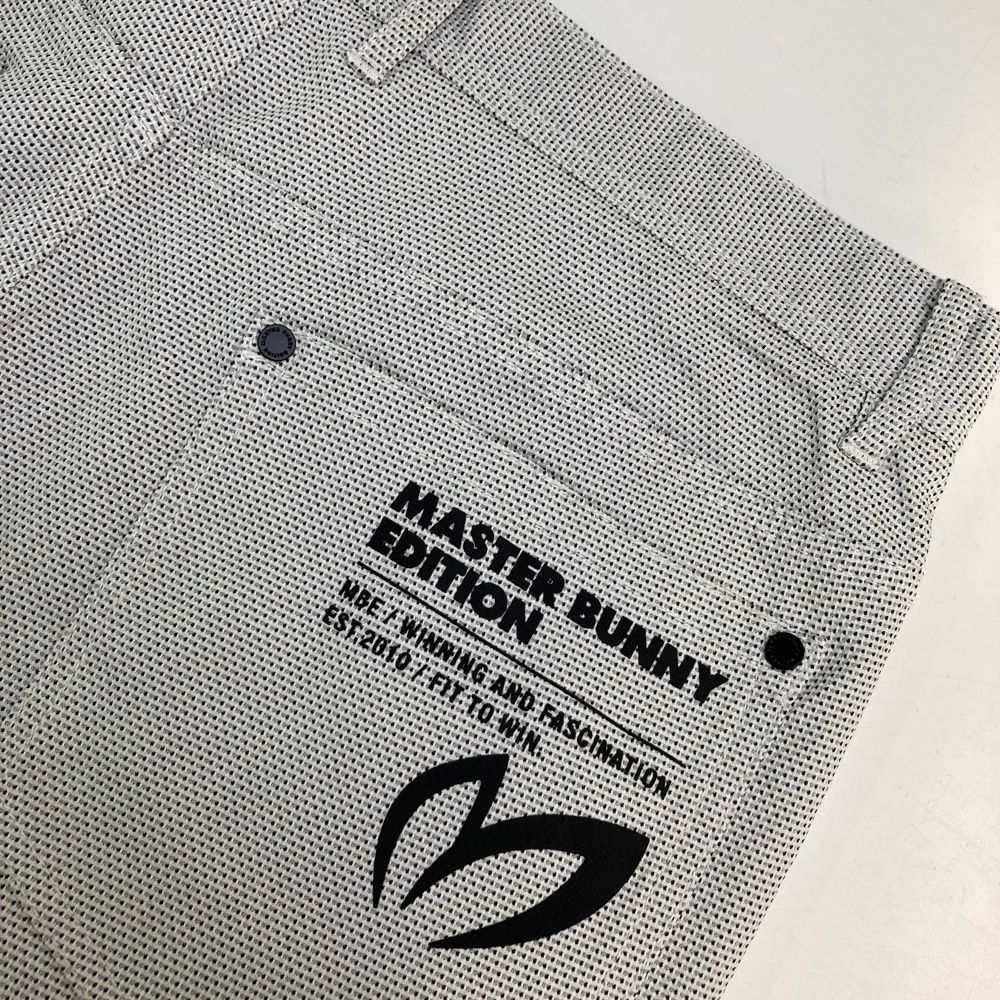 MASTER BUNNY
EDITION
MBE / WINNING AND FASCINATION
EST.2010 / FIT TO WIN.